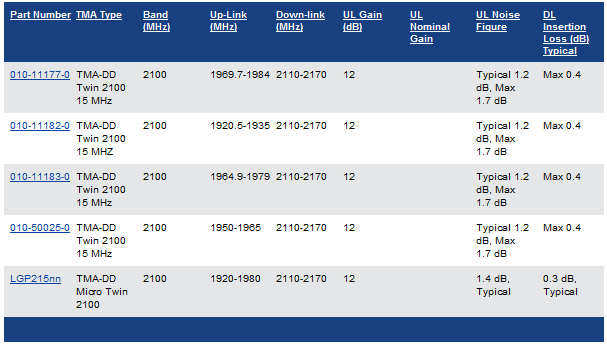 Part Number TMA Type Band (MHz) Up-Link (MHz) Down-link (MHz) UL Gain (dB) UL Nominal Gain UL Noise Figure DL Insertion Loss (dB) Typical
010-11177-0 TMA-DD Twin 2100 15 MHz 2100 1969.7-1984 2110-2170 12 Typical 1.2 dB, Max 1.7 dB Max 0.4
010-11182-0 TMA-DD Twin 2100 15 MHZ 2100 1920.5-1935 2110-2170 12 Typical 1.2 dB, Max 1.7 dB Max 0.4
010-11183-0 TMA-DD Twin 2100 15 MHz 2100 1964.9-1979 2110-2170 12 Typical 1.2 dB, Max 1.7 dB Max 0.4
010-50025-0 TMA-DD Twin 2100 15 MHz 2100 1950-1965 2110-2170 12 Typical 1.2 dB, Max 1.7 dB Max 0.4
LGP215nn TMA-DD Micro Twin 2100 2100 1920-1980 2110-2170 12 1.4 dB, Typical 0.3 dB, Typical